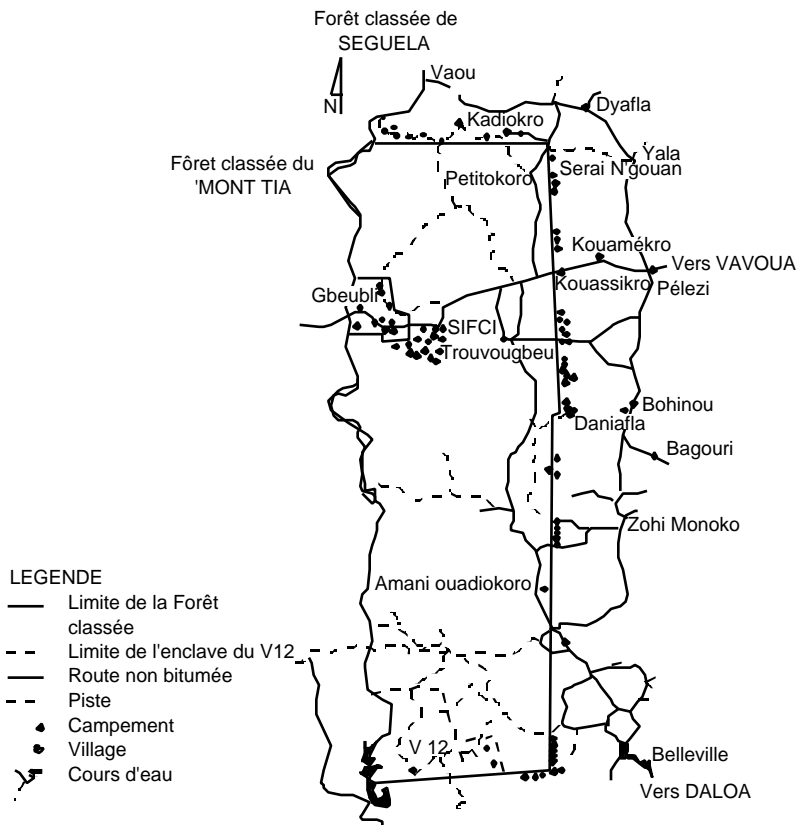 Forêt classée de
SEGUELA
Vaou
N
Dyafla
Kadiokro
Yala
Fôret classée du
'MONT TIA
Petitokoro
Serai N'gouan
Kouamékro
Vers VAVOUA
Gbeubli
Kouassikro
Pélezi
SIFCI
Trouvougbeu
Bohinou
Daniafla
Bagouri
Zohi Monoko
LEGENDE
Amani ouadiokoro
Limite de la Forêt
classée
Limite de l'enclave du V12
Route non bitumée
Piste
Campement
Village
Cours d'eau
V 12
Belleville
Vers DALOA